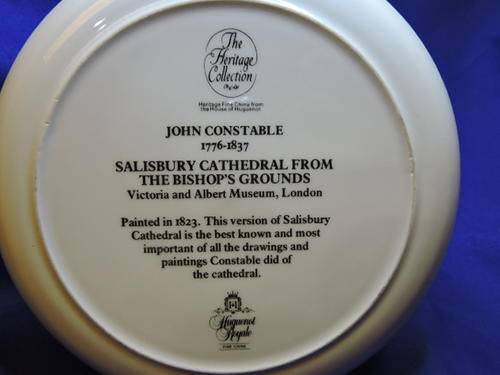 The
Heritage
Collection
Heritage Fine China from
the House of Huguenot
JOHN CONSTABLE
1776-1837
SALISBURY CATHEDRAL FROM
THE BISHOP'S GROUNDS
Victoria and Albert Museum, London
Painted in 1823. This version of Salisbury
Cathedral is the best known and most
important of all the drawings and
paintings Constable did of
the cathedral.
Huguenot
Royale
FINE CHINA